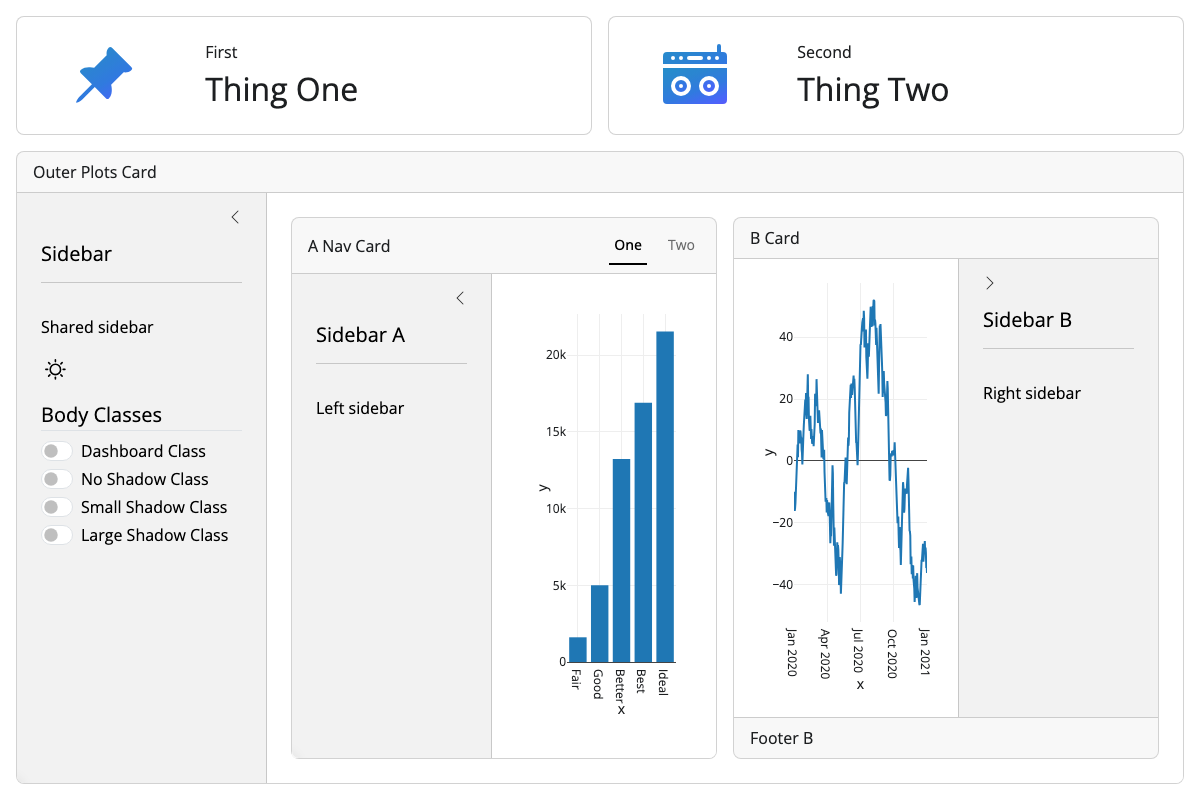 First
Thing One
Second
Thing Two
Outer Plots Card
Sidebar
Shared sidebar
Body Classes
Dashboard Class
No Shadow Class
Small Shadow Class
Large Shadow Class
A Nav Card
One
Two
Sidebar A
Left sidebar
20k
15k
10k
5k
0
y
Fair
Good
Better
Best
Ideal
x
B Card
40
20
0
−20
−40
y
Jan 2020
Apr 2020
Jul 2020
Oct 2020
Jan 2021
x
Sidebar B
Right sidebar
Footer B